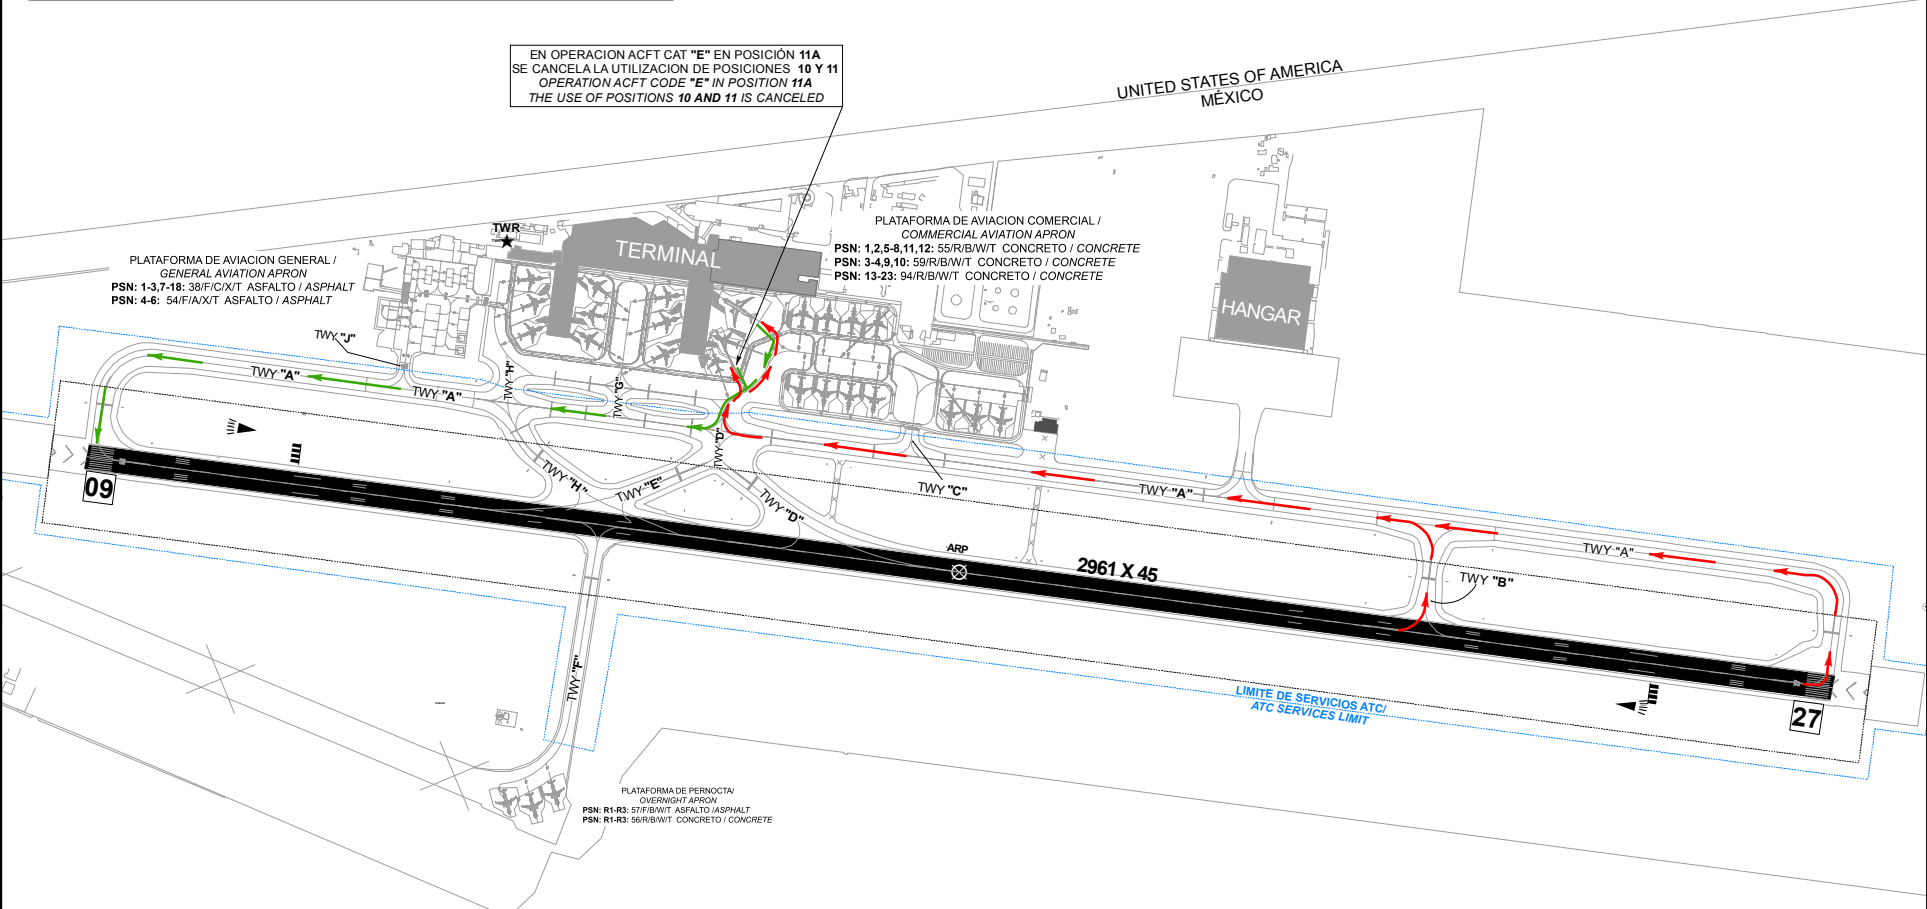 EN OPERACION ACFT CAT "E" EN POSICIÓN 11A
SE CANCELA LA UTILIZACION DE POSICIONES 10 Y 11
OPERATION ACFT CODE "E" IN POSITION 11A
THE USE OF POSITIONS 10 AND 11 IS CANCELED
UNITED STATES OF AMERICA
MÉXICO
TWR
TERMINAL
PLATAFORMA DE AVIACION COMERCIAL /
COMMERCIAL AVIATION APRON
PSN: 1,2,5-8,11,12: 55/R/B/W/T CONCRETO / CONCRETE
PSN: 3-4,9,10: 59/R/B/W/T CONCRETO / CONCRETE
PSN: 13-23: 94/R/B/W/T CONCRETO / CONCRETE
PLATAFORMA DE AVIACION GENERAL /
GENERAL AVIATION APRON
PSN: 1-3,7-18: 38/F/C/X/T ASFALTO / ASPHALT
PSN: 4-6: 54/F/A/X/T ASFALTO / ASPHALT
HANGAR
TWY "J"
TWY "A"
TWY "A"
TWY "H"
TWY "G"
TWY "D"
TWY "H"
TWY "E"
TWY "D"
TWY "C"
TWY "A"
TWY "A"
TWY "B"
09
ARP
2961 X 45
TWY "F"
LIMITE DE SERVICIOS ATC/
ATC SERVICES LIMIT
27
PLATAFORMA DE PERNOCTA/
OVERNIGHT APRON
PSN: R1-R3: 57/F/B/W/T ASFALTO /ASPHALT
PSN: R1-R3: 56/R/B/W/T CONCRETO / CONCRETE